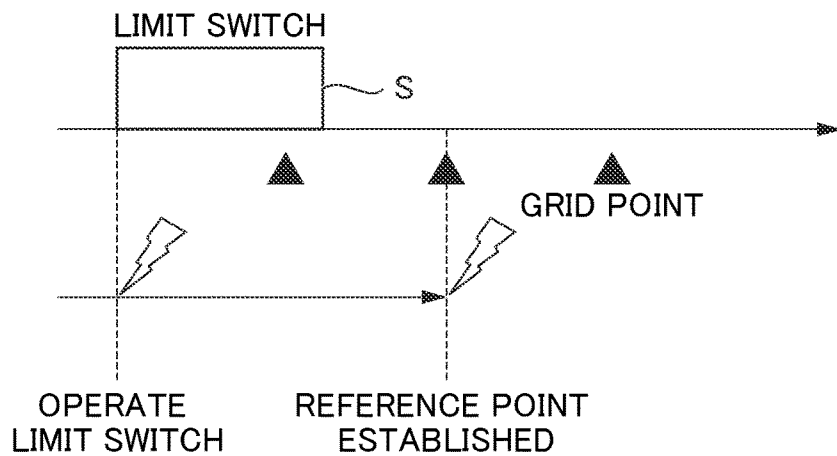 LIMIT SWITCH
S
GRID POINT
OPERATE
LIMIT SWITCH
REFERENCE POINT
ESTABLISHED